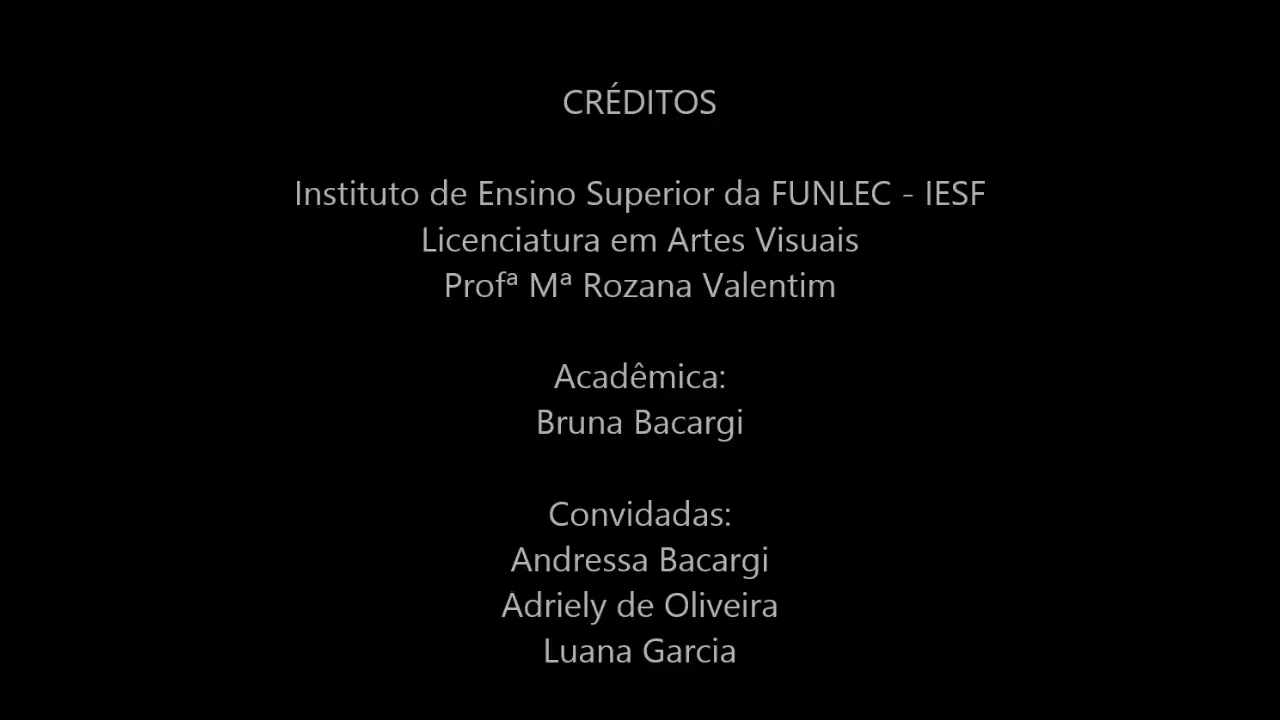 CRÉDITOS
Instituto de Ensino Superior da FUNLEC - IESF
Licenciatura em Artes Visuais
Profª Mª Rozana Valentim
Acadêmica:
Bruna Bacargi
Convidadas:
Andressa Bacargi
Adriely de Oliveira
Luana Garcia